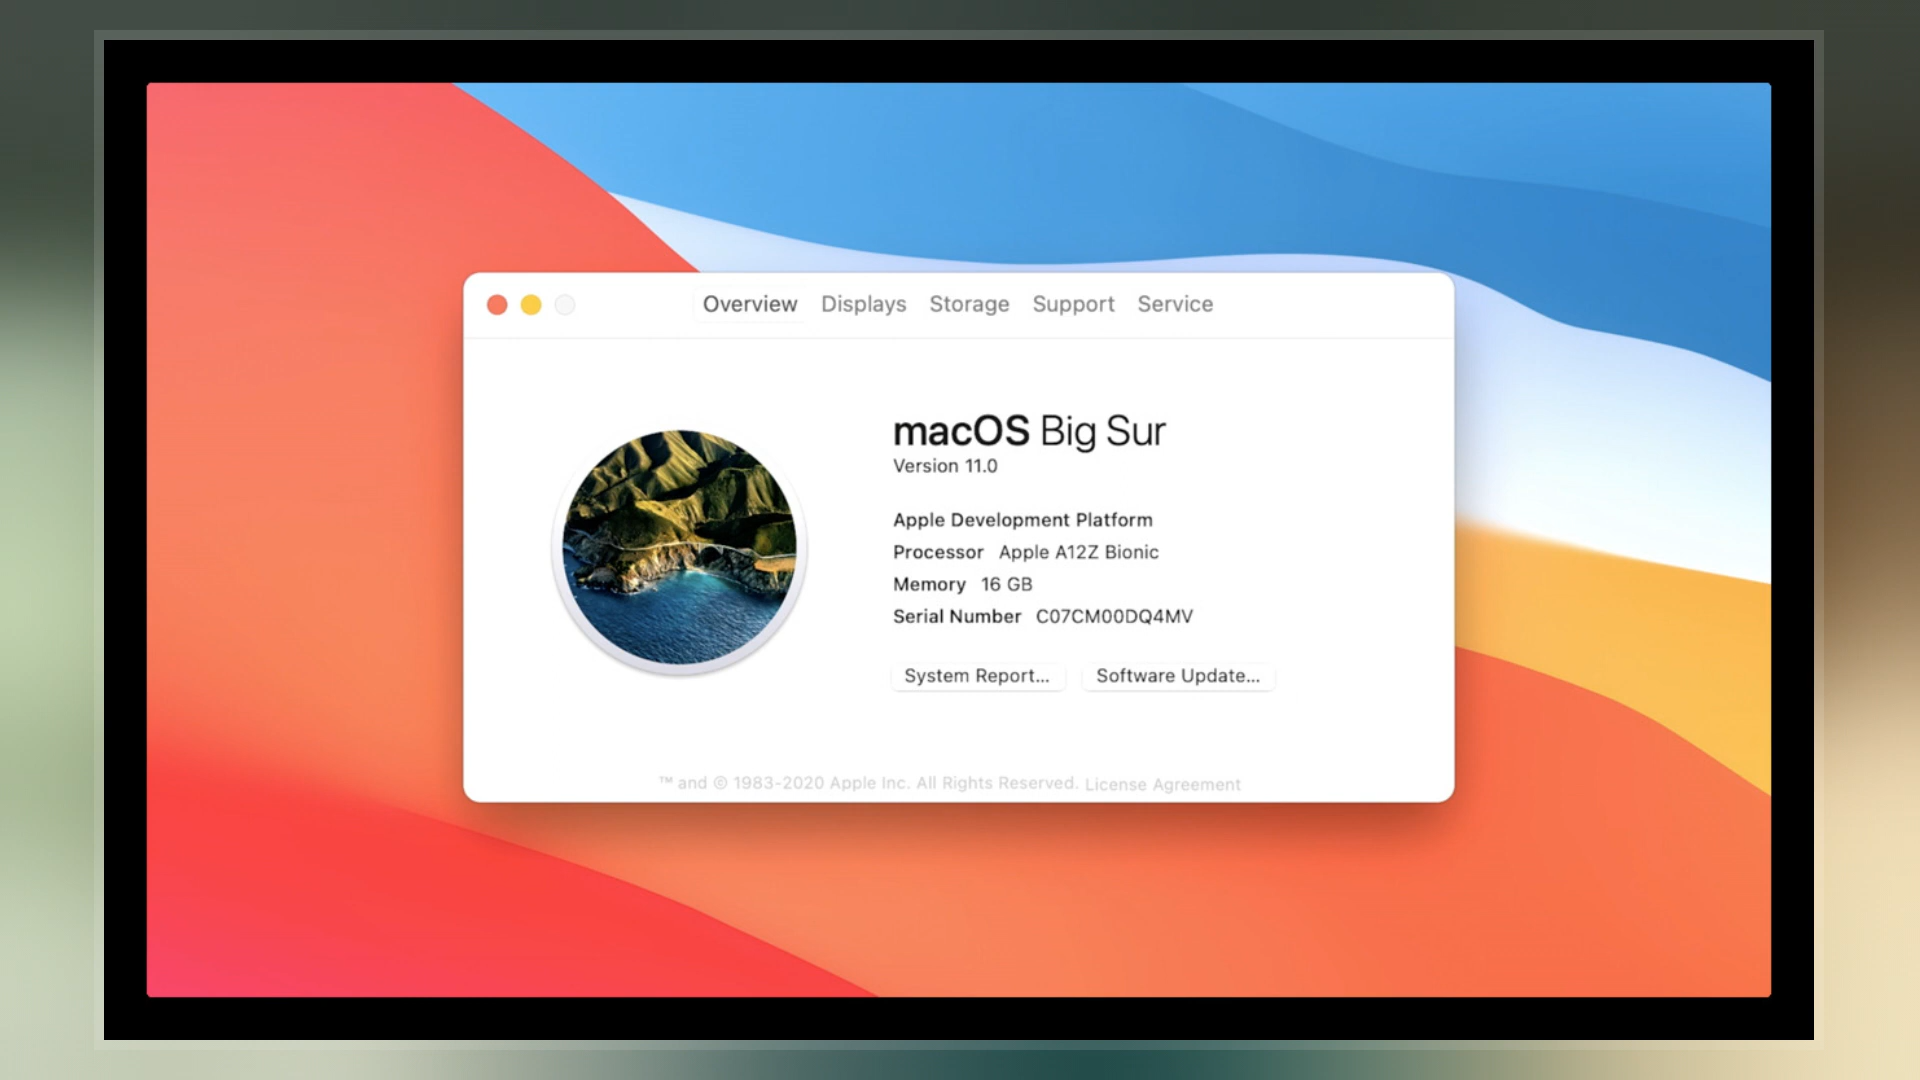 Overview Displays Storage Support Service
macOS Big Sur
Version 11.0
Apple Development Platform
Processor Apple A12Z Bionic
Memory 16 GB
Serial Number C07CM00DQ4MV
System Report... Software Update...
™ and © 1983-2020 Apple Inc. All Rights Reserved. License Agreement